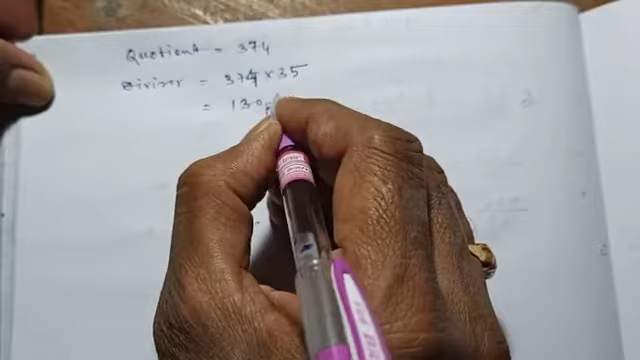 Quotient = 374
Divisor = 374 × 35
= 130